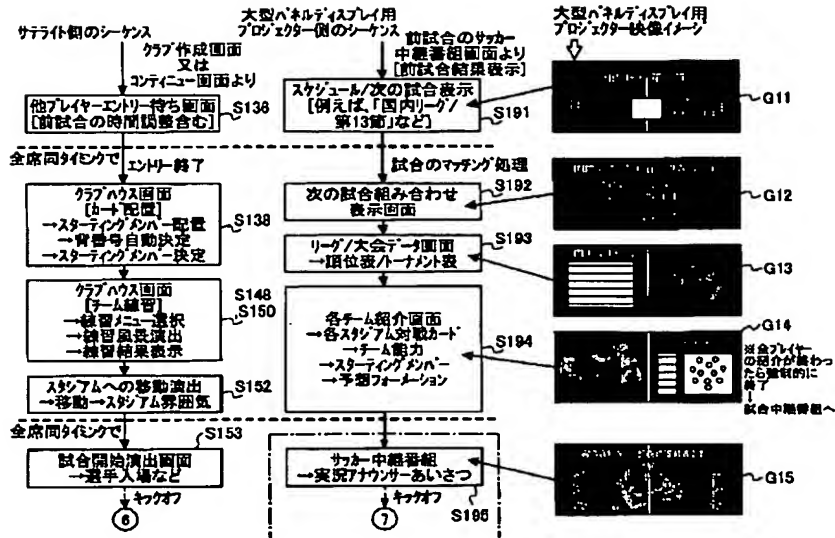 サテライト側のシーケンス
クラブ作成画面
又は
コンティニュー画面より
他プレイヤーエントリー待ち画面
[前試合の時間調整含む]
S136
全席同タイミングで
エントリー終了
クラブハウス画面
[カード配置]
→スターティングメンバー配置
→背番号自動決定
→スターティングメンバー決定
S138
クラブハウス画面
[チーム練習]
→練習メニュー選択
→練習風景演出
→練習結果表示
S148
S150
スタジアムへの移動演出
→移動→スタジアム雰囲気
S152
全席同タイミングで
S153
試合開始演出画面
→選手入場など
キックオフ
6
大型パネルディスプレイ用
プロジェクター側のシーケンス
前試合のサッカー
中継番組画面より
[前試合結果表示]
スケジュール/次の試合表示
[例えば、「国内リーグ/
第13節」など]
S191
試合のマッチング処理
S192
次の試合組み合わせ
表示画面
S193
リーグ/大会データ画面
→順位表/トーナメント表
各チーム紹介画面
→各スタジアム対戦カード
→チーム能力
→スターティングメンバー
→予想フォーメーション
S194
サッカー中継番組
→実況アナウンサーあいさつ
キックオフ
S195
7
大型パネルディスプレイ用
プロジェクター映像イメージ
G11
G12
G13
G14
※全プレイヤー
の紹介が終わっ
たら強制的に
終了
↓
試合中継番組へ
G15